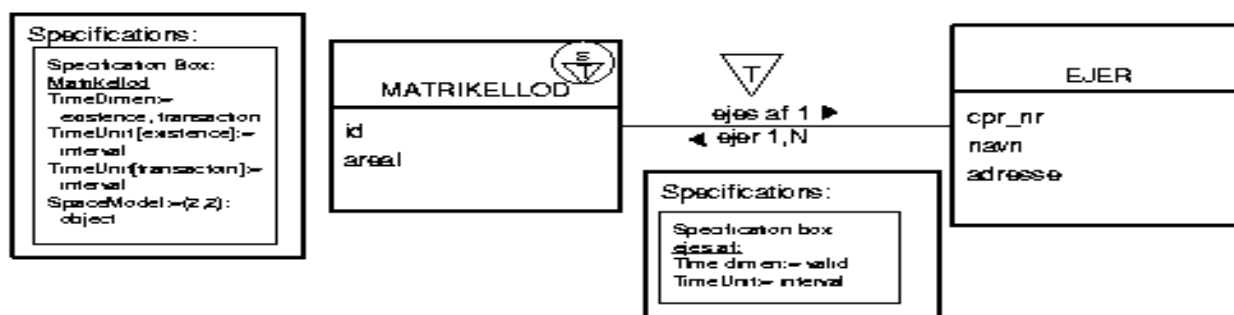 Specifications:
Specification Box:
Matrikellod
TimeDimen:=
existence, transaction
TimeUnit[existence]:=
interval
TimeUnit[transaction]:=
interval
SpaceModel:=(2,2):
object
S
T
MATRIKELLOD
id
areal
T
ejes af 1 ▶
◀ ejer 1,N
Specifications:
Specification box
ejes af:
Time dimen:= valid
TimeUnit:= interval
EJER
cpr_nr
navn
adresse